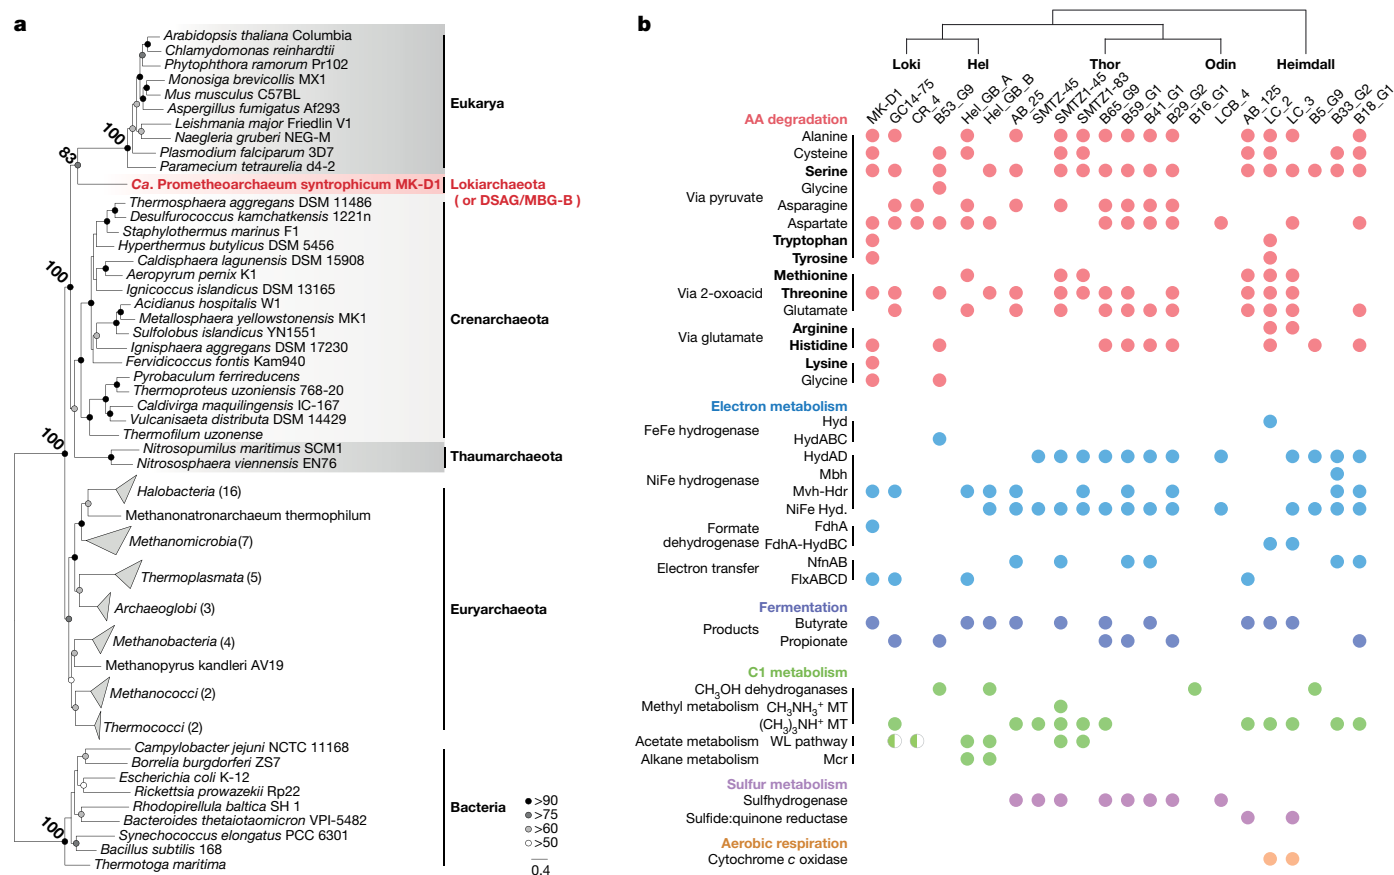 a
Arabidopsis thaliana Columbia
Chlamydomonas reinhardtii
Phytophthora ramorum Pr102
Monosiga brevicollis MX1
Mus musculus C57BL
Aspergillus fumigatus Af293
Leishmania major Friedlin V1
Naegleria gruberi NEG-M
Plasmodium falciparum 3D7
Paramecium tetraurelia d4-2
Eukarya
100
83
Ca. Prometheoarchaeum syntrophicum MK-D1
Lokiarchaeota
( or DSAG/MBG-B )
Thermosphaera aggregans DSM 11486
Desulfurococcus kamchatkensis 1221n
Staphylothermus marinus F1
Hyperthermus butylicus DSM 5456
Caldisphaera lagunensis DSM 15908
Aeropyrum pernix K1
Ignicoccus islandicus DSM 13165
Acidianus hospitalis W1
Metallosphaera yellowstonensis MK1
Sulfolobus islandicus YN1551
Ignisphaera aggregans DSM 17230
Fervidicoccus fontis Kam940
Pyrobaculum ferrireducens
Thermoproteus uzoniensis 768-20
Caldivirga maquilingensis IC-167
Vulcanisaeta distributa DSM 14429
Thermofilum uzonense
Crenarchaeota
100
100
Nitrosopumilus maritimus SCM1
Nitrososphaera viennensis EN76
Thaumarchaeota
Halobacteria (16)
Methanonatronarchaeum thermophilum
Methanomicrobia(7)
Thermoplasmata (5)
Archaeoglobi (3)
Methanobacteria (4)
Methanopyrus kandleri AV19
Methanococci (2)
Thermococci (2)
Euryarchaeota
Campylobacter jejuni NCTC 11168
Borrelia burgdorferi ZS7
Escherichia coli K-12
Rickettsia prowazekii Rp22
Rhodopirellula baltica SH 1
Bacteroides thetaiotaomicron VPI-5482
Synechococcus elongatus PCC 6301
Bacillus subtilis 168
Thermotoga maritima
Bacteria
100
>90
>75
>60
>50
0.4
b
Loki Hel Thor Odin Heimdall
MK-D1 GC14-75 CR_4 B53_G9 Hel_GB_A Hel_GB_B AB_25 SMTZ-45 SMTZ1-45 SMTZ1-83 B65_G9 B59_G1 B41_G1 B29_G2 B16_G1 LCB_4 AB_125 LC_2 LC_3 B5_G9 B33_G2 B18_G1
AA degradation
Alanine
Cysteine
Serine
Glycine
Via pyruvate
Asparagine
Aspartate
Tryptophan
Tyrosine
Methionine
Via 2-oxoacid Threonine
Glutamate
Arginine
Via glutamate
Histidine
Lysine
Glycine
Electron metabolism
Hyd
FeFe hydrogenase
HydABC
HydAD
Mbh
NiFe hydrogenase
Mvh-Hdr
NiFe Hyd.
Formate FdhA
dehydrogenase FdhA-HydBC
NfnAB
Electron transfer
FlxABCD
Fermentation
Butyrate
Products
Propionate
C1 metabolism
CH3OH dehydroganases
Methyl metabolism CH3NH3+ MT
(CH3)3NH+ MT
Acetate metabolism WL pathway
Alkane metabolism Mcr
Sulfur metabolism
Sulfhydrogenase
Sulfide:quinone reductase
Aerobic respiration
Cytochrome c oxidase